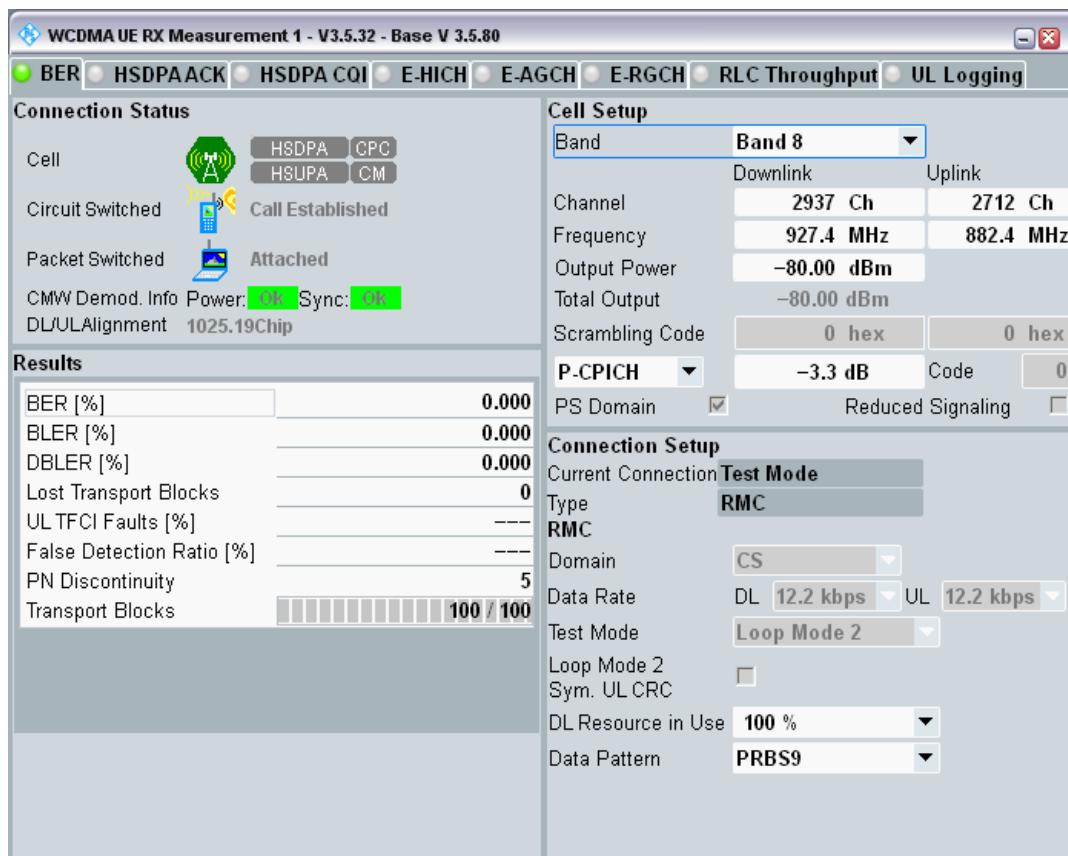 WCDMA UE RX Measurement 1 - V3.5.32 - Base V 3.5.80
BER HSDPA ACK HSDPA CQI E-HICH E-AGCH E-RGCH RLC Throughput UL Logging
Connection Status
Cell HSDPA CPC
HSUPA CM
Circuit Switched Call Established
Packet Switched Attached
CMW Demod. Info Power: Ok Sync: Ok
DL/UL Alignment 1025.19Chip
Results
BER [%] 0.000
BLER [%] 0.000
DBLER [%] 0.000
Lost Transport Blocks 0
UL TFCI Faults [%] ---
False Detection Ratio [%] ---
PN Discontinuity 5
Transport Blocks 100 / 100
Cell Setup
Band Band 8
Downlink Uplink
Channel 2937 Ch 2712 Ch
Frequency 927.4 MHz 882.4 MHz
Output Power -80.00 dBm
Total Output -80.00 dBm
Scrambling Code 0 hex 0 hex
P-CPICH -3.3 dB Code 0
PS Domain Reduced Signaling
Connection Setup
Current Connection Test Mode
Type RMC
RMC
Domain CS
Data Rate DL 12.2 kbps UL 12.2 kbps
Test Mode Loop Mode 2
Loop Mode 2
Sym. UL CRC
DL Resource in Use 100 %
Data Pattern PRBS9